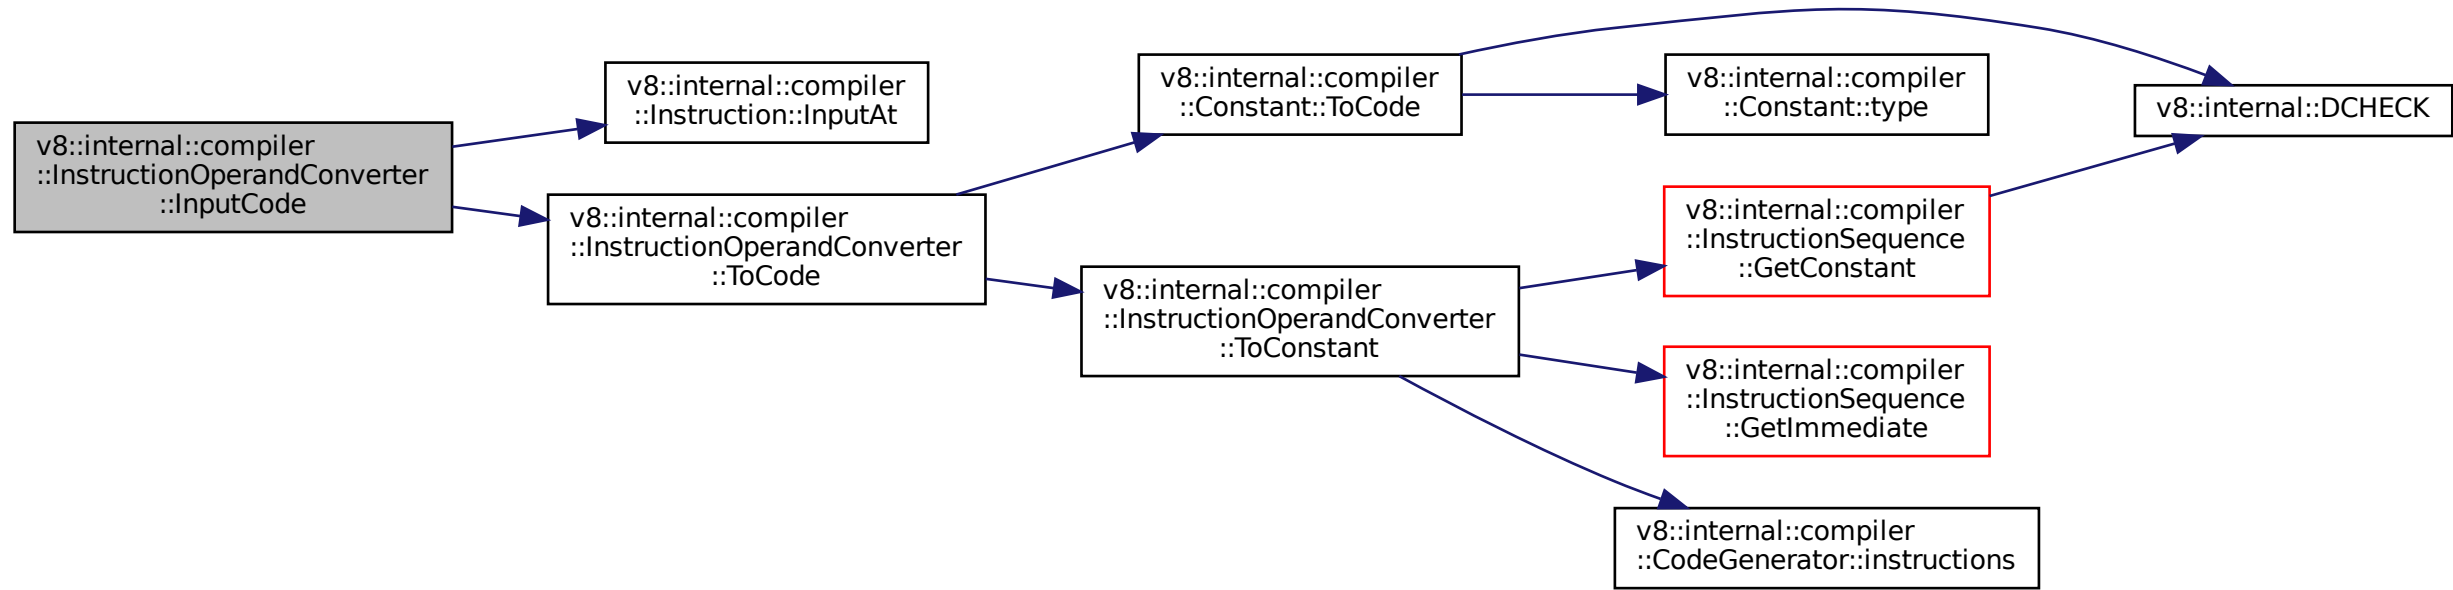 v8::internal::compiler
::InstructionOperandConverter
::InputCode
v8::internal::compiler
::Instruction::InputAt
v8::internal::compiler
::InstructionOperandConverter
::ToCode
v8::internal::compiler
::Constant::ToCode
v8::internal::compiler
::InstructionOperandConverter
::ToConstant
v8::internal::compiler
::Constant::type
v8::internal::DCHECK
v8::internal::compiler
::InstructionSequence
::GetConstant
v8::internal::compiler
::InstructionSequence
::GetImmediate
v8::internal::compiler
::CodeGenerator::instructions